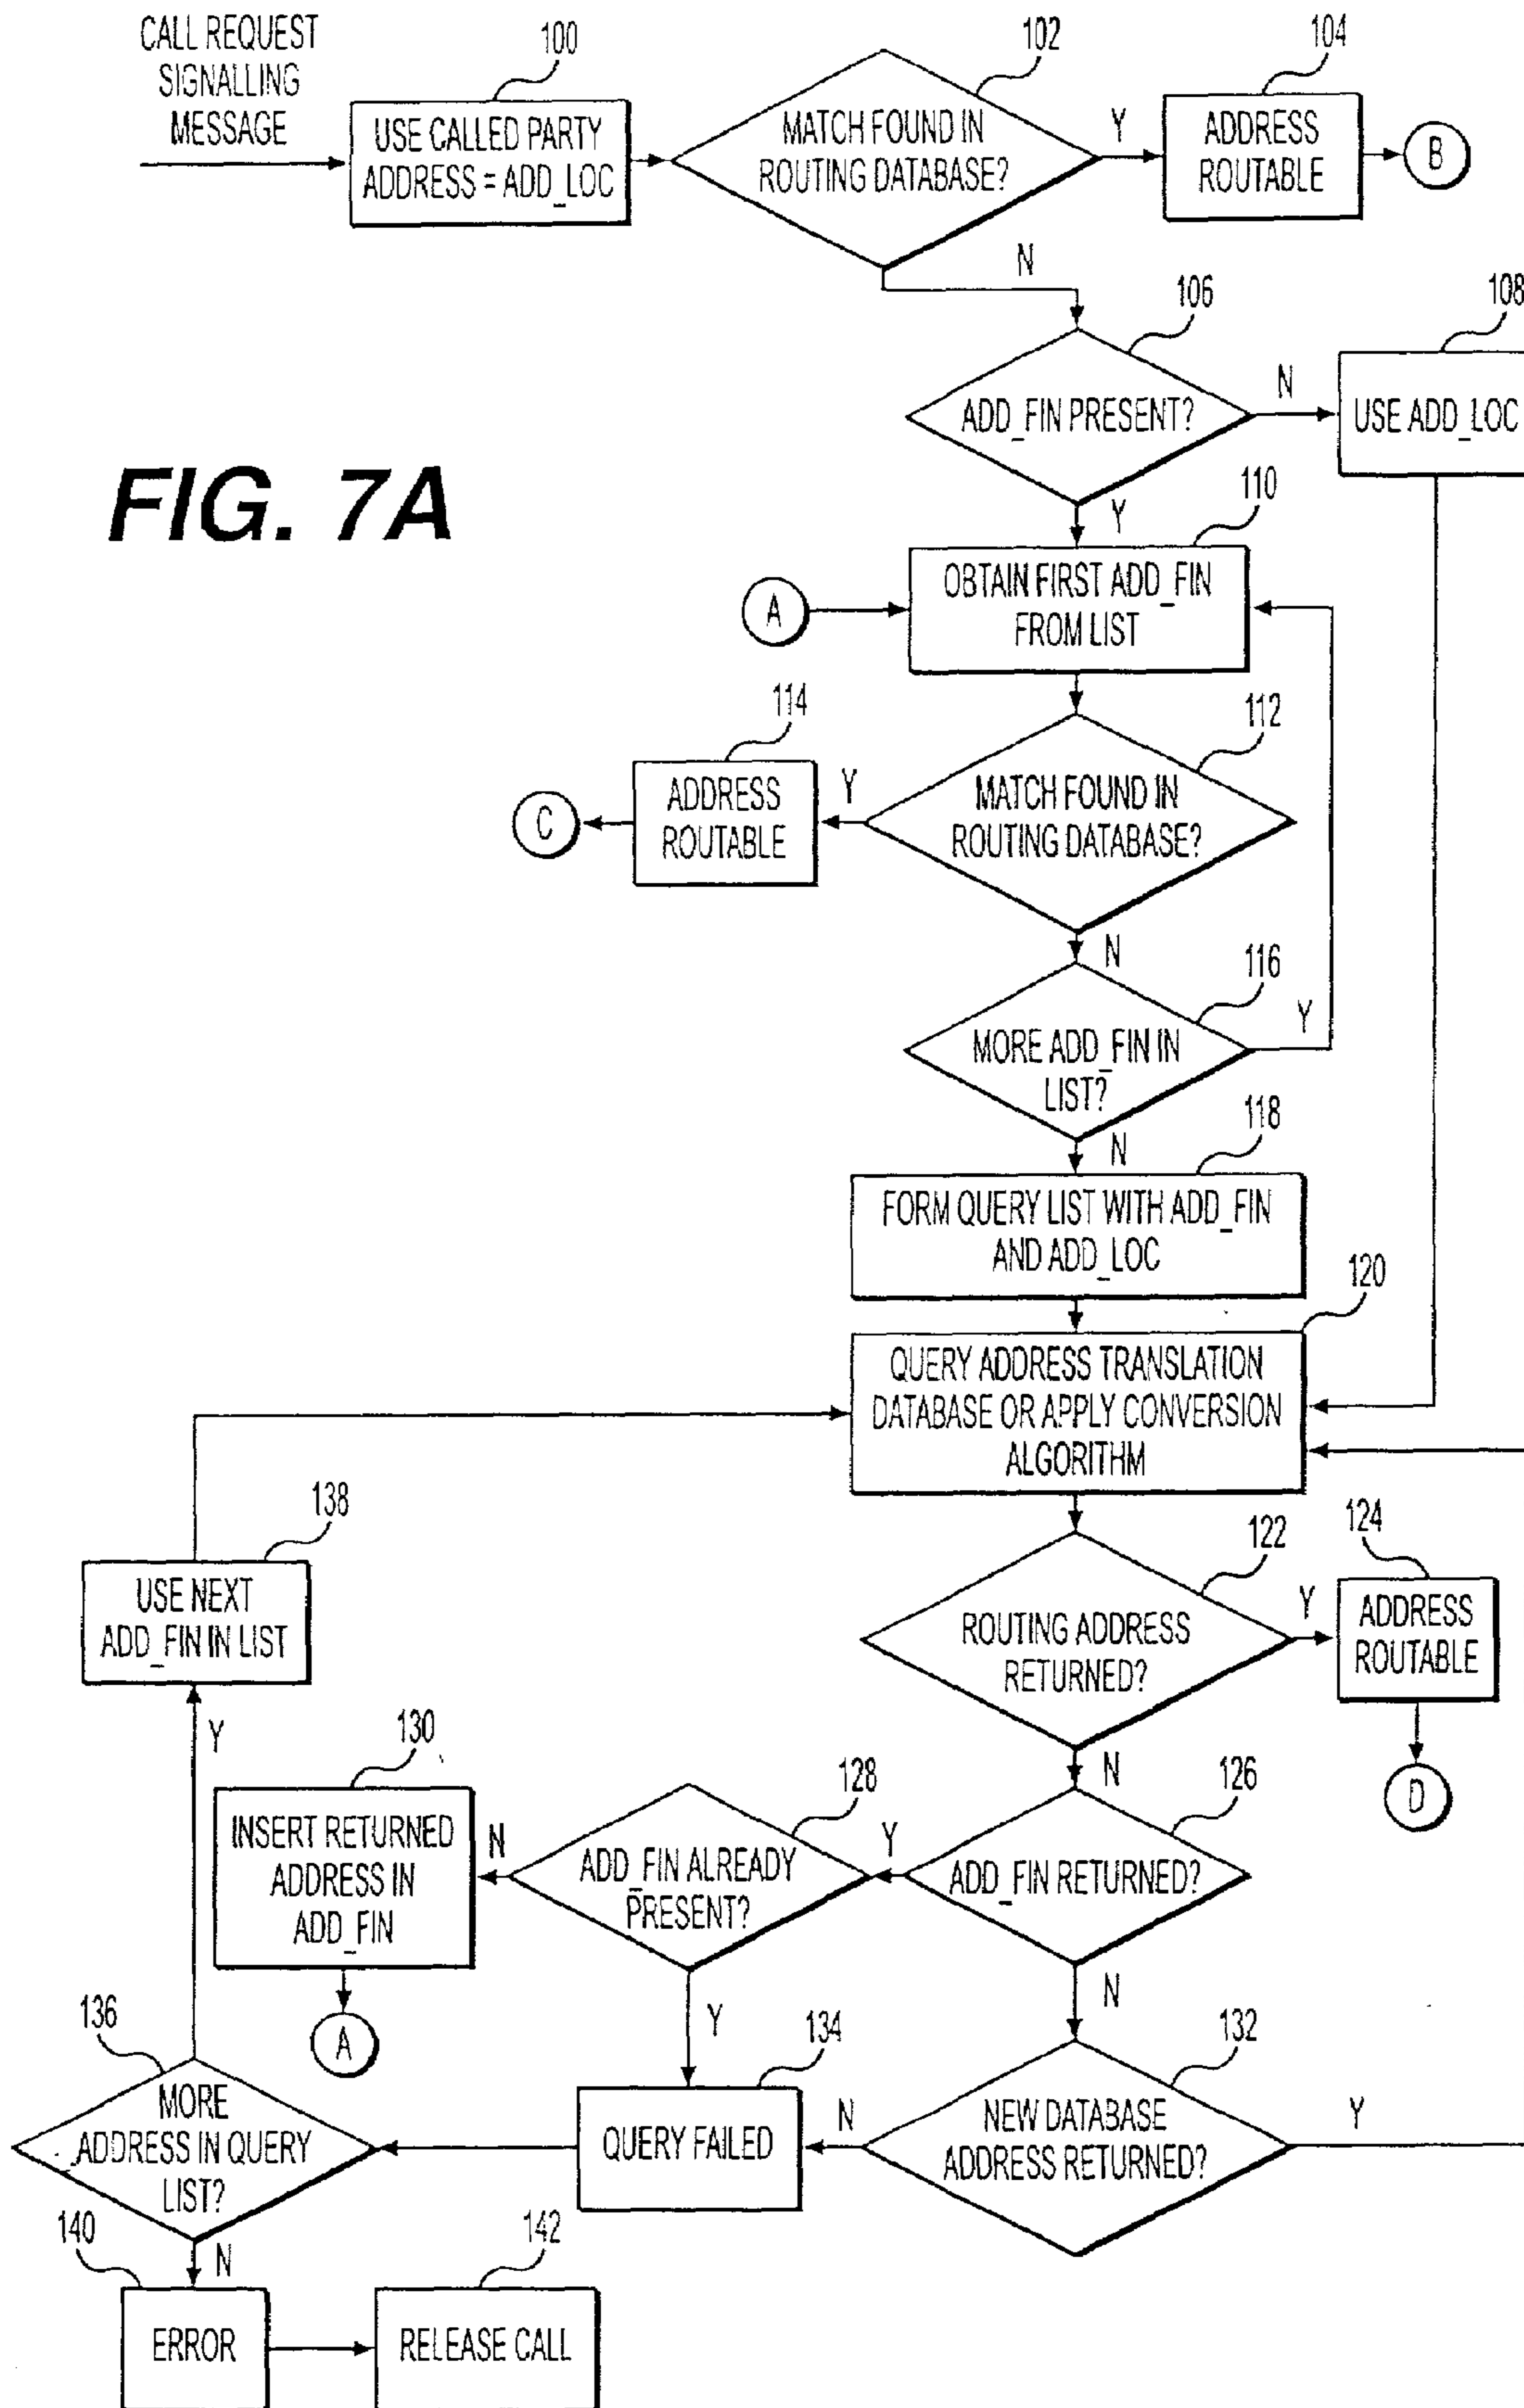 CALL REQUEST
SIGNALLING
MESSAGE
100
USE CALLED PARTY
ADDRESS = ADD_LOC
102
MATCH FOUND IN
ROUTING DATABASE?
Y
104
ADDRESS
ROUTABLE
B
N
106
ADD_FIN PRESENT?
N
108
USE ADD_LOC
FIG. 7A
Y
110
OBTAIN FIRST ADD_FIN
FROM LIST
A
112
MATCH FOUND IN
ROUTING DATABASE?
Y
114
ADDRESS
ROUTABLE
C
N
116
MORE ADD_FIN IN
LIST?
Y
N
118
FORM QUERY LIST WITH ADD_FIN
AND ADD_LOC
120
QUERY ADDRESS TRANSLATION
DATABASE OR APPLY CONVERSION
ALGORITHM
122
ROUTING ADDRESS
RETURNED?
Y
124
ADDRESS
ROUTABLE
D
N
126
ADD_FIN RETURNED?
Y
128
ADD_FIN ALREADY
PRESENT?
N
130
INSERT RETURNED
ADDRESS IN
ADD_FIN
A
Y
N
132
NEW DATABASE
ADDRESS RETURNED?
Y
N
134
QUERY FAILED
136
MORE
ADDRESS IN QUERY
LIST?
Y
138
USE NEXT
ADD_FIN IN LIST
N
140
ERROR
142
RELEASE CALL